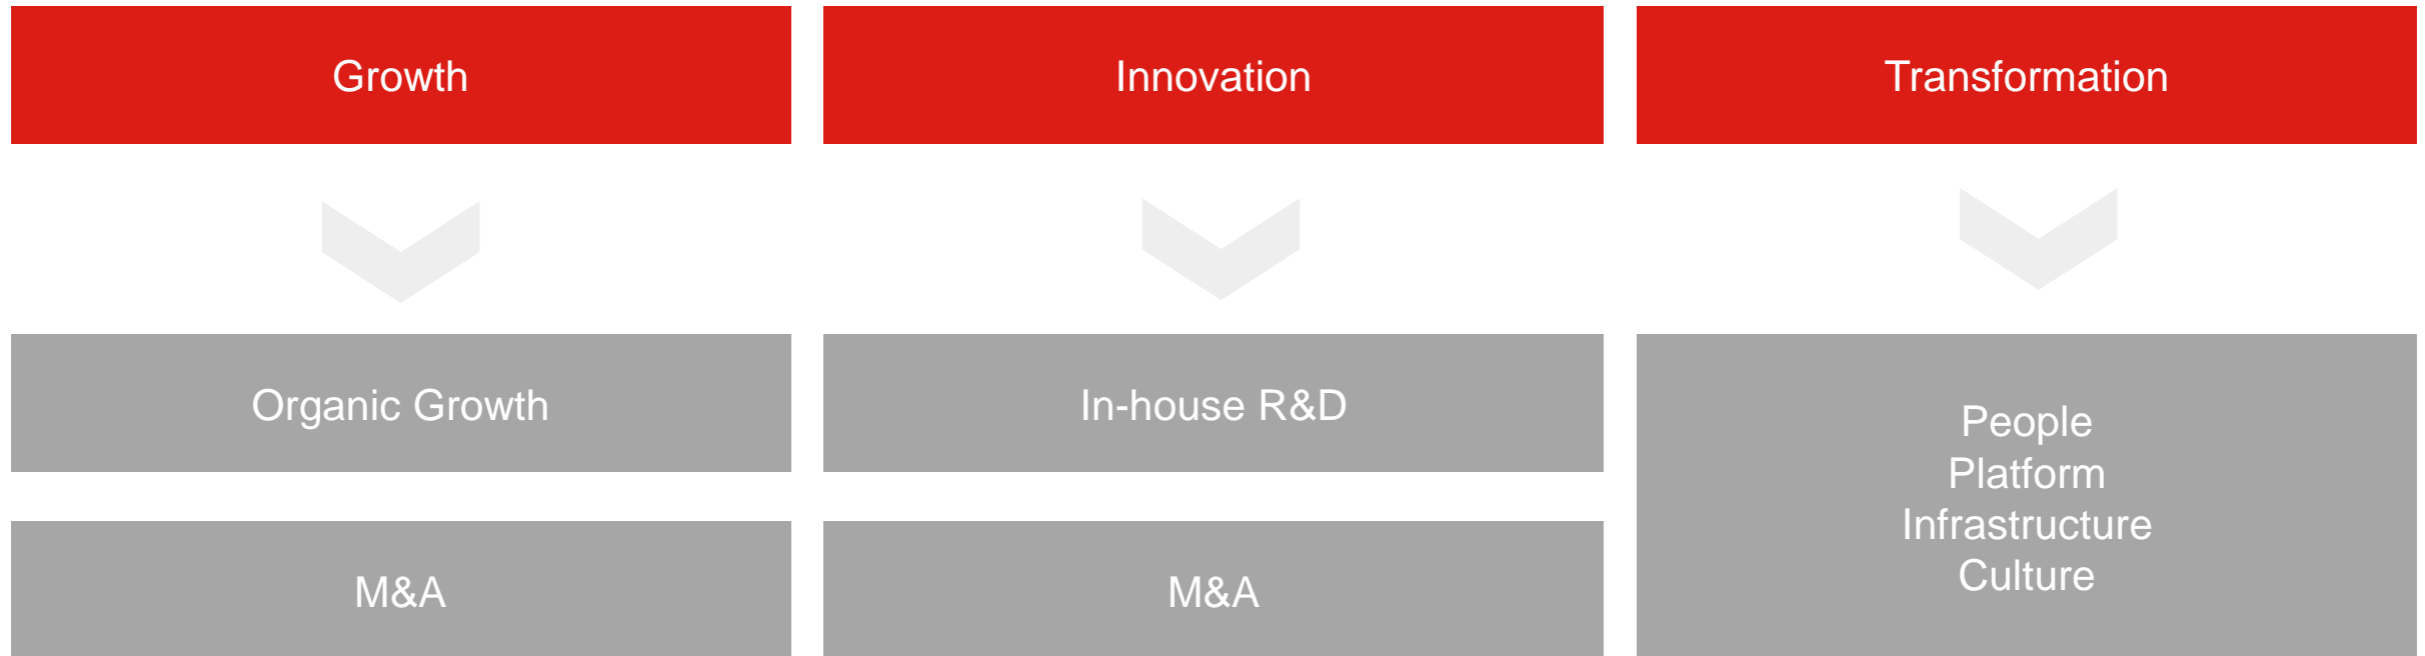 Growth
Innovation
Transformation
Organic Growth
In-house R&D
People
Platform
Infrastructure
Culture
M&A
M&A